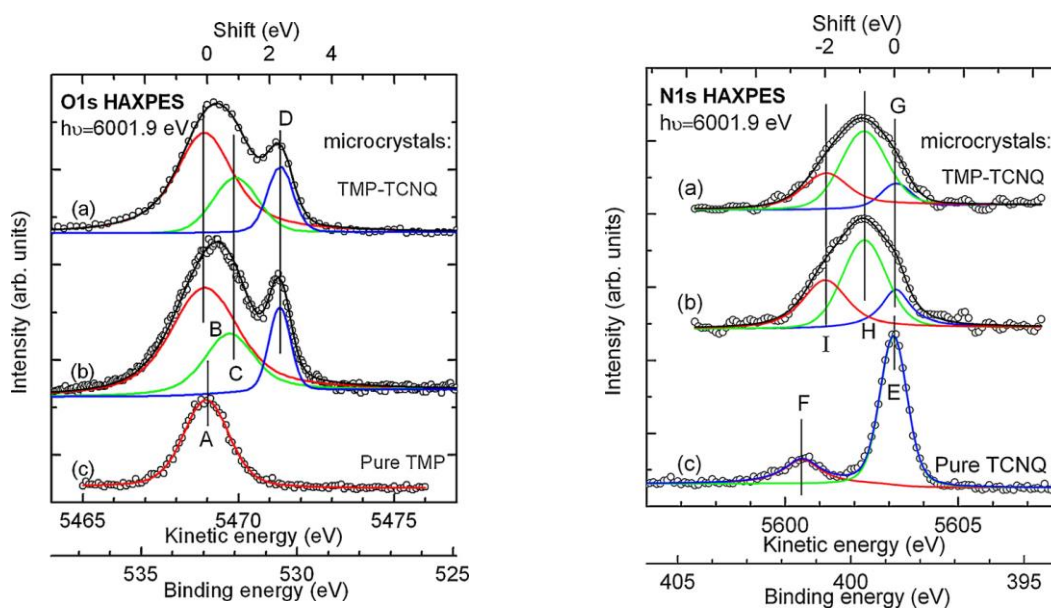 Shift (eV)
0 2 4
O1s HAXPES
hυ=6001.9 eV
D
microcrystals:
TMP-TCNQ
(a)
(b)
B
C
(c)
A
Pure TMP
Intensity (arb. units)
5465 5470 5475
Kinetic energy (eV)
535 530 525
Binding energy (eV)
Shift (eV)
-2 0
N1s HAXPES
hυ=6001.9 eV
G
microcrystals:
(a)
TMP-TCNQ
(b)
I
H
F
E
(c)
Pure TCNQ
Intensity (arb. units)
5600 5605
Kinetic energy (eV)
405 400 395
Binding energy (eV)